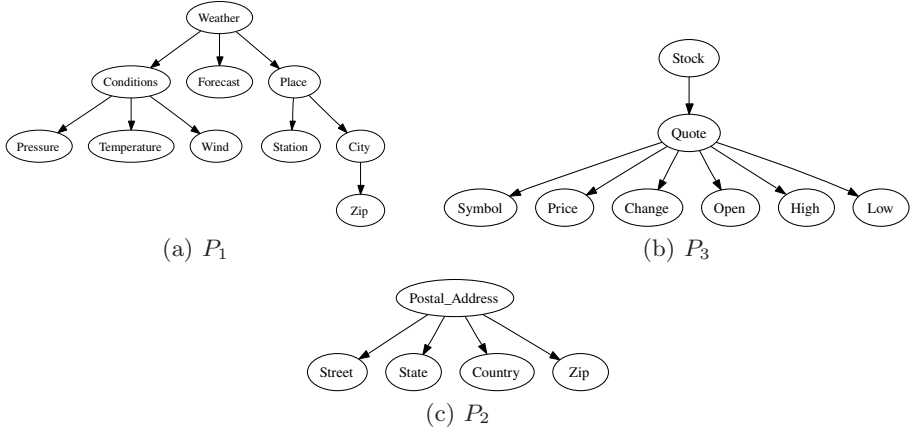 Weather
Conditions Forecast Place
Pressure Temperature Wind Station City
Zip
(a) P₁
Stock
Quote
Symbol Price Change Open High Low
(b) P₃
Postal_Address
Street State Country Zip
(c) P₂